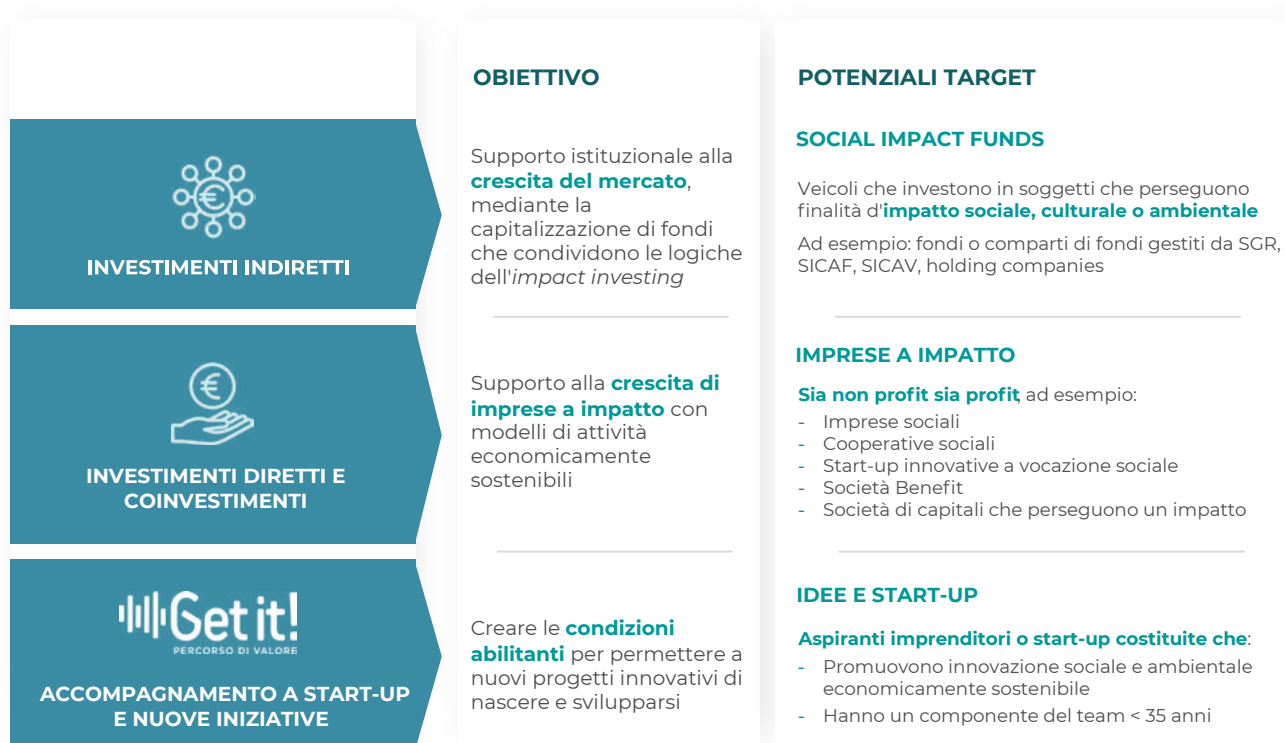 OBIETTIVO
POTENZIALI TARGET
INVESTIMENTI INDIRETTI
Supporto istituzionale alla
crescita del mercato,
mediante la
capitalizzazione di fondi
che condividono le logiche
dell'impact investing
SOCIAL IMPACT FUNDS
Veicoli che investono in soggetti che perseguono
finalità d'impatto sociale, culturale o ambientale
Ad esempio: fondi o comparti di fondi gestiti da SGR,
SICAF, SICAV, holding companies
INVESTIMENTI DIRETTI E
COINVESTIMENTI
Supporto alla crescita di
imprese a impatto con
modelli di attività
economicamente
sostenibili
IMPRESE A IMPATTO
Sia non profit sia profit, ad esempio:
- Imprese sociali
- Cooperative sociali
- Start-up innovative a vocazione sociale
- Società Benefit
- Società di capitali che perseguono un impatto
Get it!
PERCORSO DI VALORE
ACCOMPAGNAMENTO A START-UP
E NUOVE INIZIATIVE
Creare le condizioni
abilitanti per permettere a
nuovi progetti innovativi di
nascere e svilupparsi
IDEE E START-UP
Aspiranti imprenditori o start-up costituite che:
- Promuovono innovazione sociale e ambientale
economicamente sostenibile
- Hanno un componente del team < 35 anni